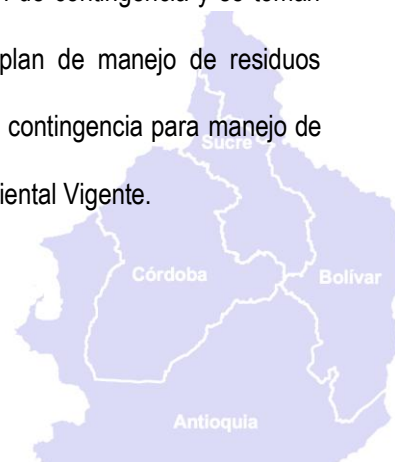 de contingencia y se toman
plan de manejo de residuos
contingencia para manejo de
Sucre
iental Vigente.
Córdoba
Bolívar
Antioquia